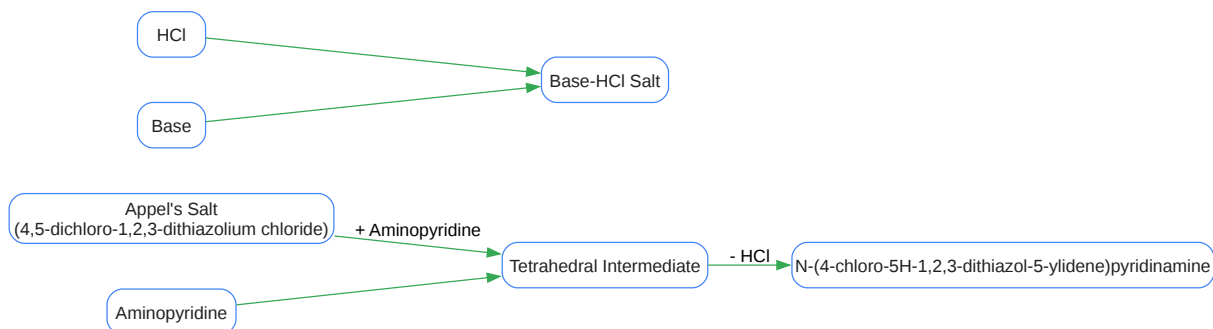 HCl
Base-HCl Salt
Base
Appel's Salt
(4,5-dichloro-1,2,3-dithiazolium chloride)
+ Aminopyridine
Tetrahedral Intermediate
- HCl
N-(4-chloro-5H-1,2,3-dithiazol-5-ylidene)pyridinamine
Aminopyridine